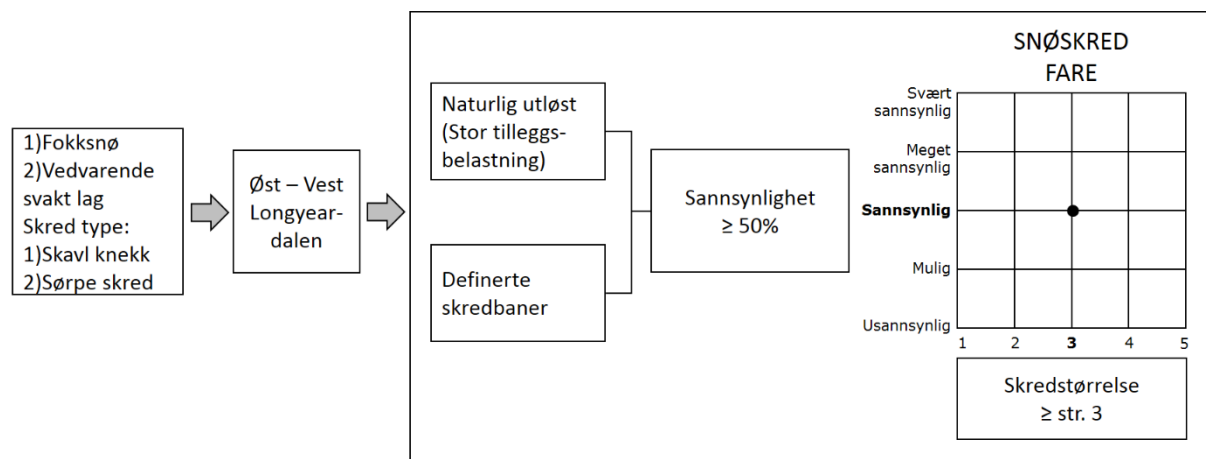 1)Fokksnø
2)Vedvarende
svakt lag
Skred type:
1)Skavl knekk
2)Sørpe skred
Øst – Vest
Longyear-
dalen
Naturlig utløst
(Stor tilleggs-
belastning)
Definerte
skredbaner
Sannsynlighet
≥ 50%
SNØSKRED
FARE
Svært
sannsynlig
Meget
sannsynlig
Sannsynlig
Mulig
Usannsynlig
1 2 3 4 5
Skredstørrelse
≥ str. 3